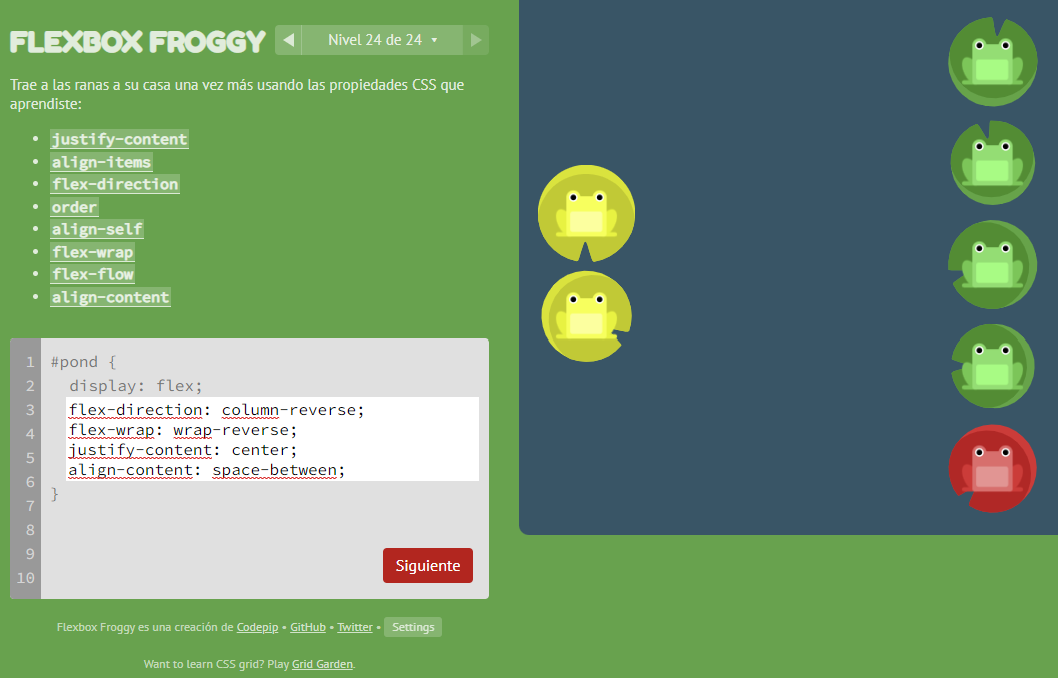 FLEXBOX FROGGY
Nivel 24 de 24
Trae a las ranas a su casa una vez más usando las propiedades CSS que
aprendiste:
justify-content
align-items
flex-direction
order
align-self
flex-wrap
flex-flow
align-content
1 #pond {
2 display: flex;
3 flex-direction: column-reverse;
4 flex-wrap: wrap-reverse;
5 justify-content: center;
6 align-content: space-between;
7 }
8
9
10
Siguiente
Flexbox Froggy es una creación de Codepip • GitHub • Twitter • Settings
Want to learn CSS grid? Play Grid Garden.